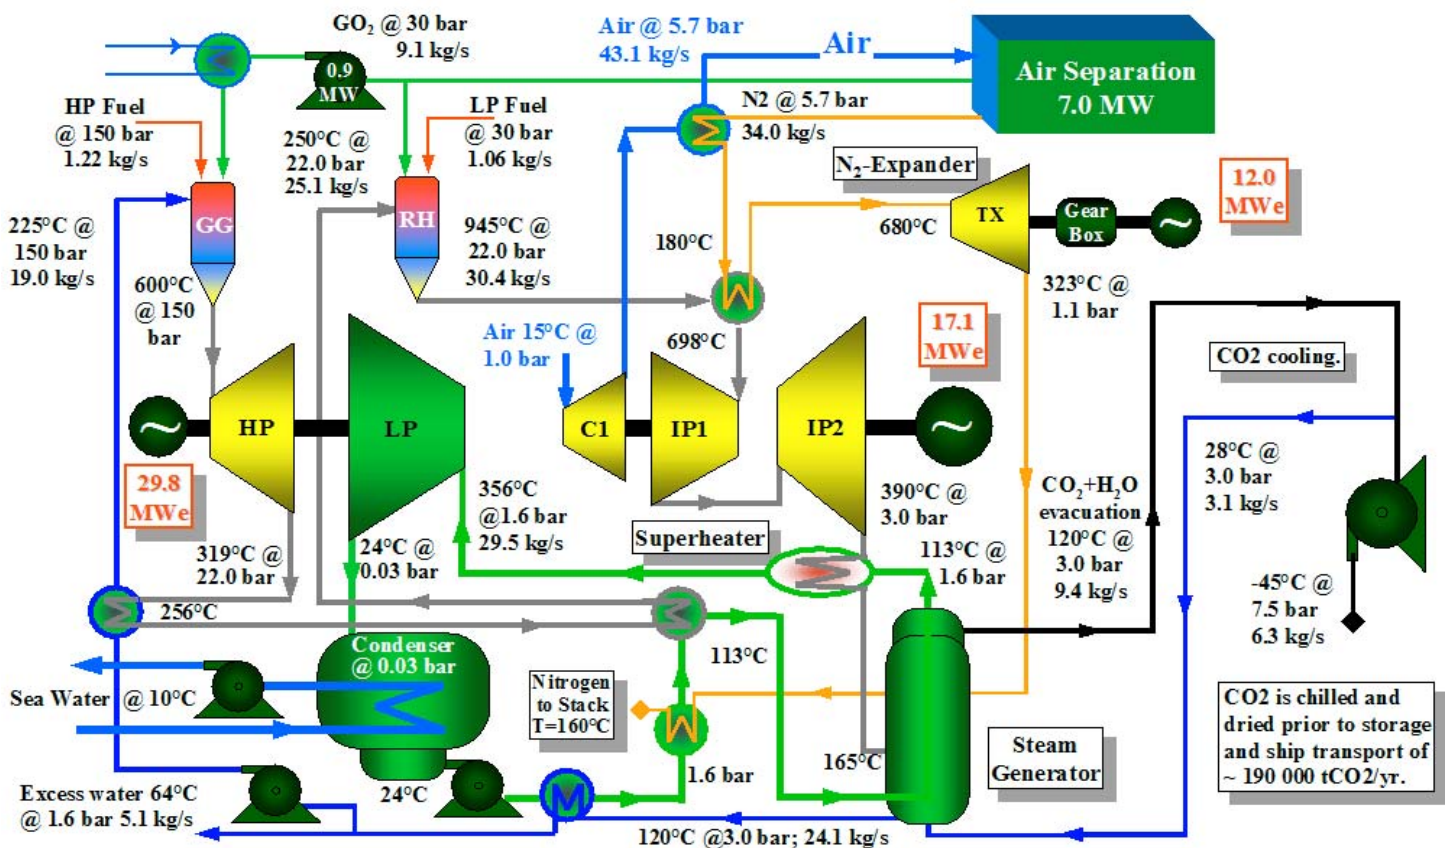 GO₂ @ 30 bar
9.1 kg/s
0.9
MW
Air @ 5.7 bar
43.1 kg/s
Air
Air Separation
7.0 MW
HP Fuel
@ 150 bar
1.22 kg/s
LP Fuel
@ 30 bar
1.06 kg/s
250°C @
22.0 bar
25.1 kg/s
N2 @ 5.7 bar
34.0 kg/s
N₂-Expander
12.0
MWe
GG
RH
TX
Gear
Box
225°C @
150 bar
19.0 kg/s
945°C @
22.0 bar
30.4 kg/s
180°C
680°C
600°C
@ 150
bar
323°C @
1.1 bar
Air 15°C @
1.0 bar
698°C
17.1
MWe
CO2 cooling.
HP
LP
C1
IP1
IP2
29.8
MWe
356°C
@1.6 bar
29.5 kg/s
390°C @
3.0 bar
CO₂+H₂O
evacuation
120°C @
3.0 bar
9.4 kg/s
28°C @
3.0 bar
3.1 kg/s
319°C @
22.0 bar
24°C @
0.03 bar
Superheater
113°C @
1.6 bar
-45°C @
7.5 bar
6.3 kg/s
256°C
Condenser
@ 0.03 bar
113°C
Sea Water @ 10°C
Nitrogen
to Stack
T=160°C
CO2 is chilled and
dried prior to storage
and ship transport of
~ 190 000 tCO2/yr.
Steam
Generator
165°C
1.6 bar
24°C
Excess water 64°C
@ 1.6 bar 5.1 kg/s
120°C @3.0 bar; 24.1 kg/s